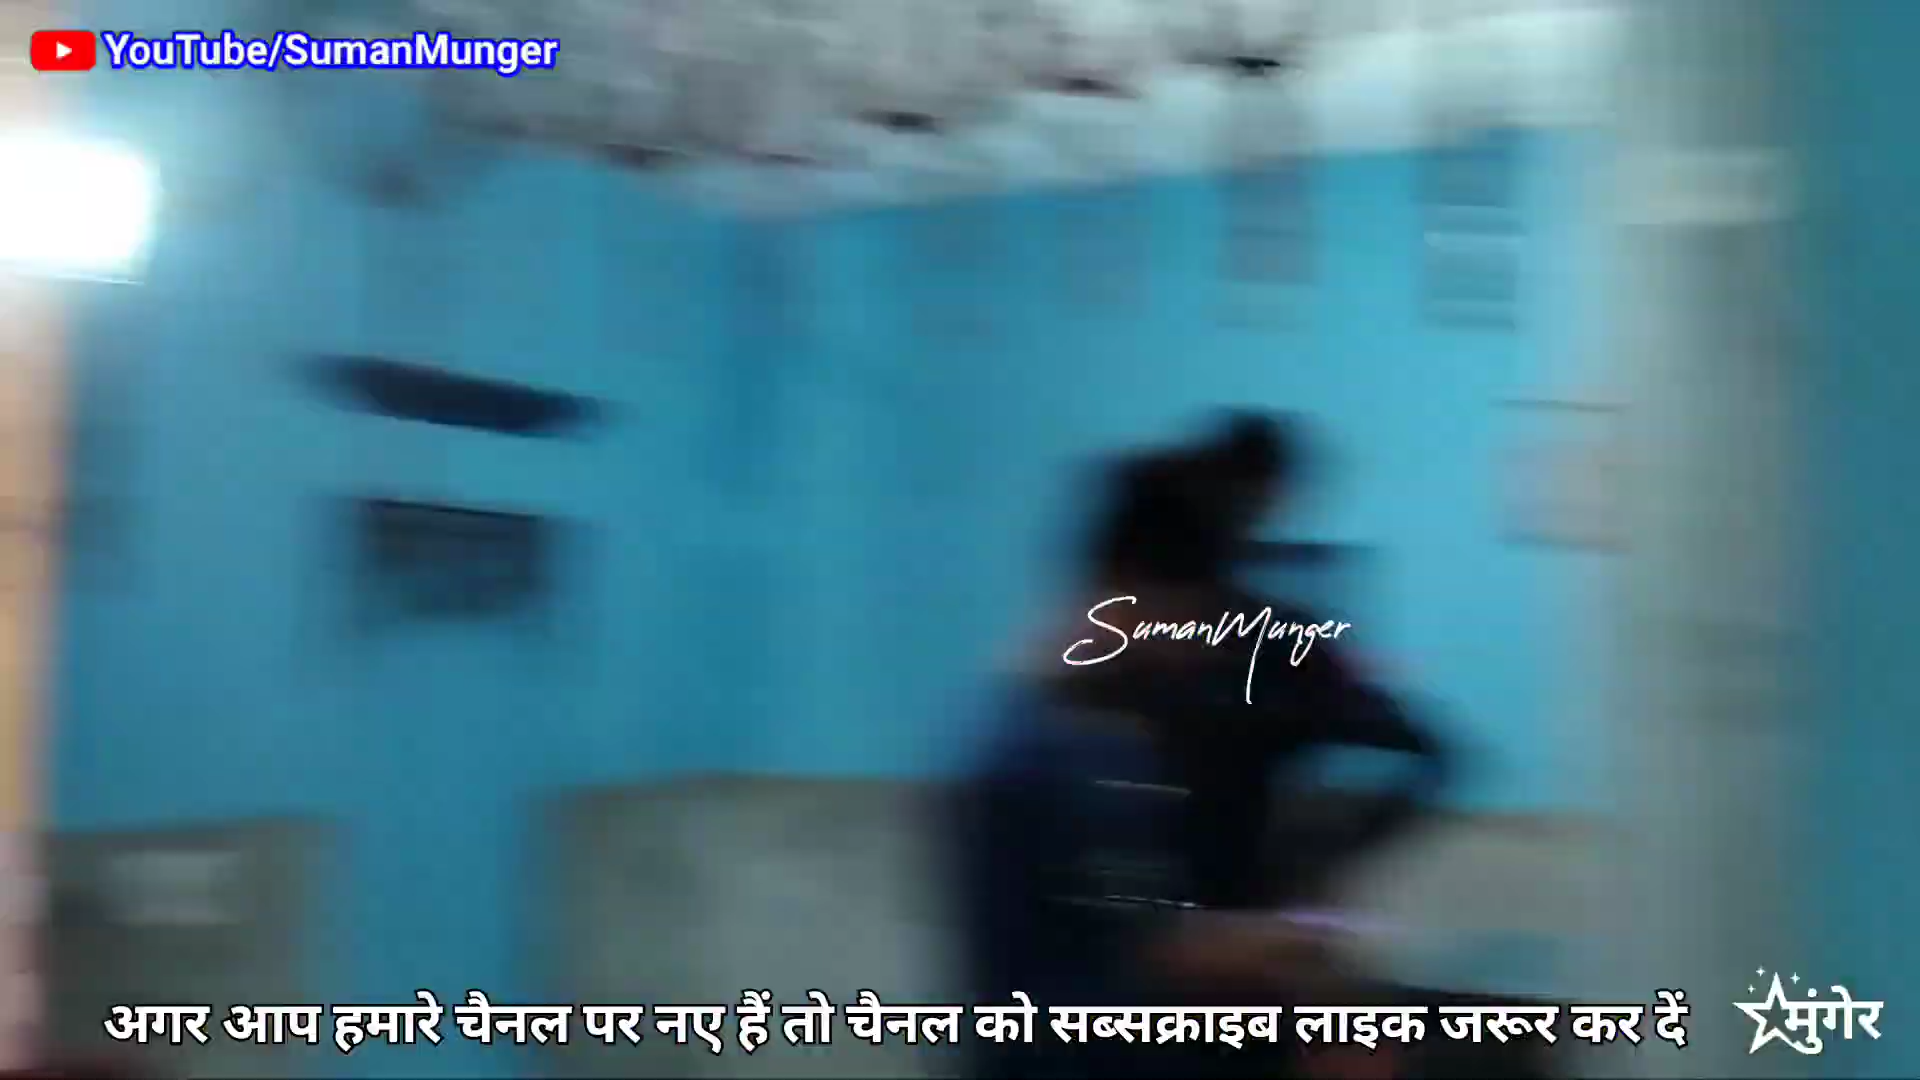 YouTube/SumanMunger
SumanMunger
अगर आप हमारे चैनल पर नए हैं तो चैनल को सब्सक्राइब लाइक जरूर कर दें
मुंगेर